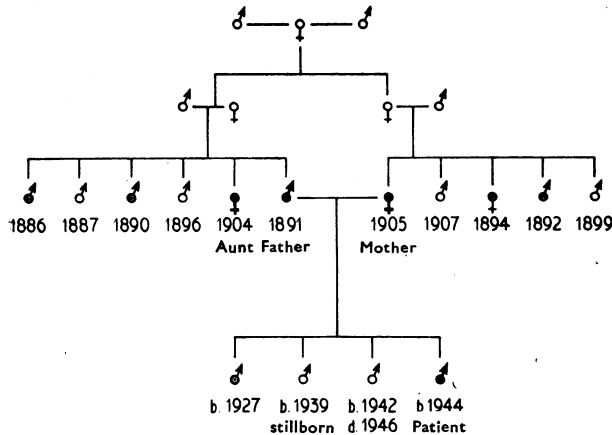 1886 1887 1890 1896 1904 1891 1905 1907 1894 1892 1899
Aunt Father Mother
b. 1927 b. 1939 b. 1942 b 1944
stillborn d. 1946 Patient